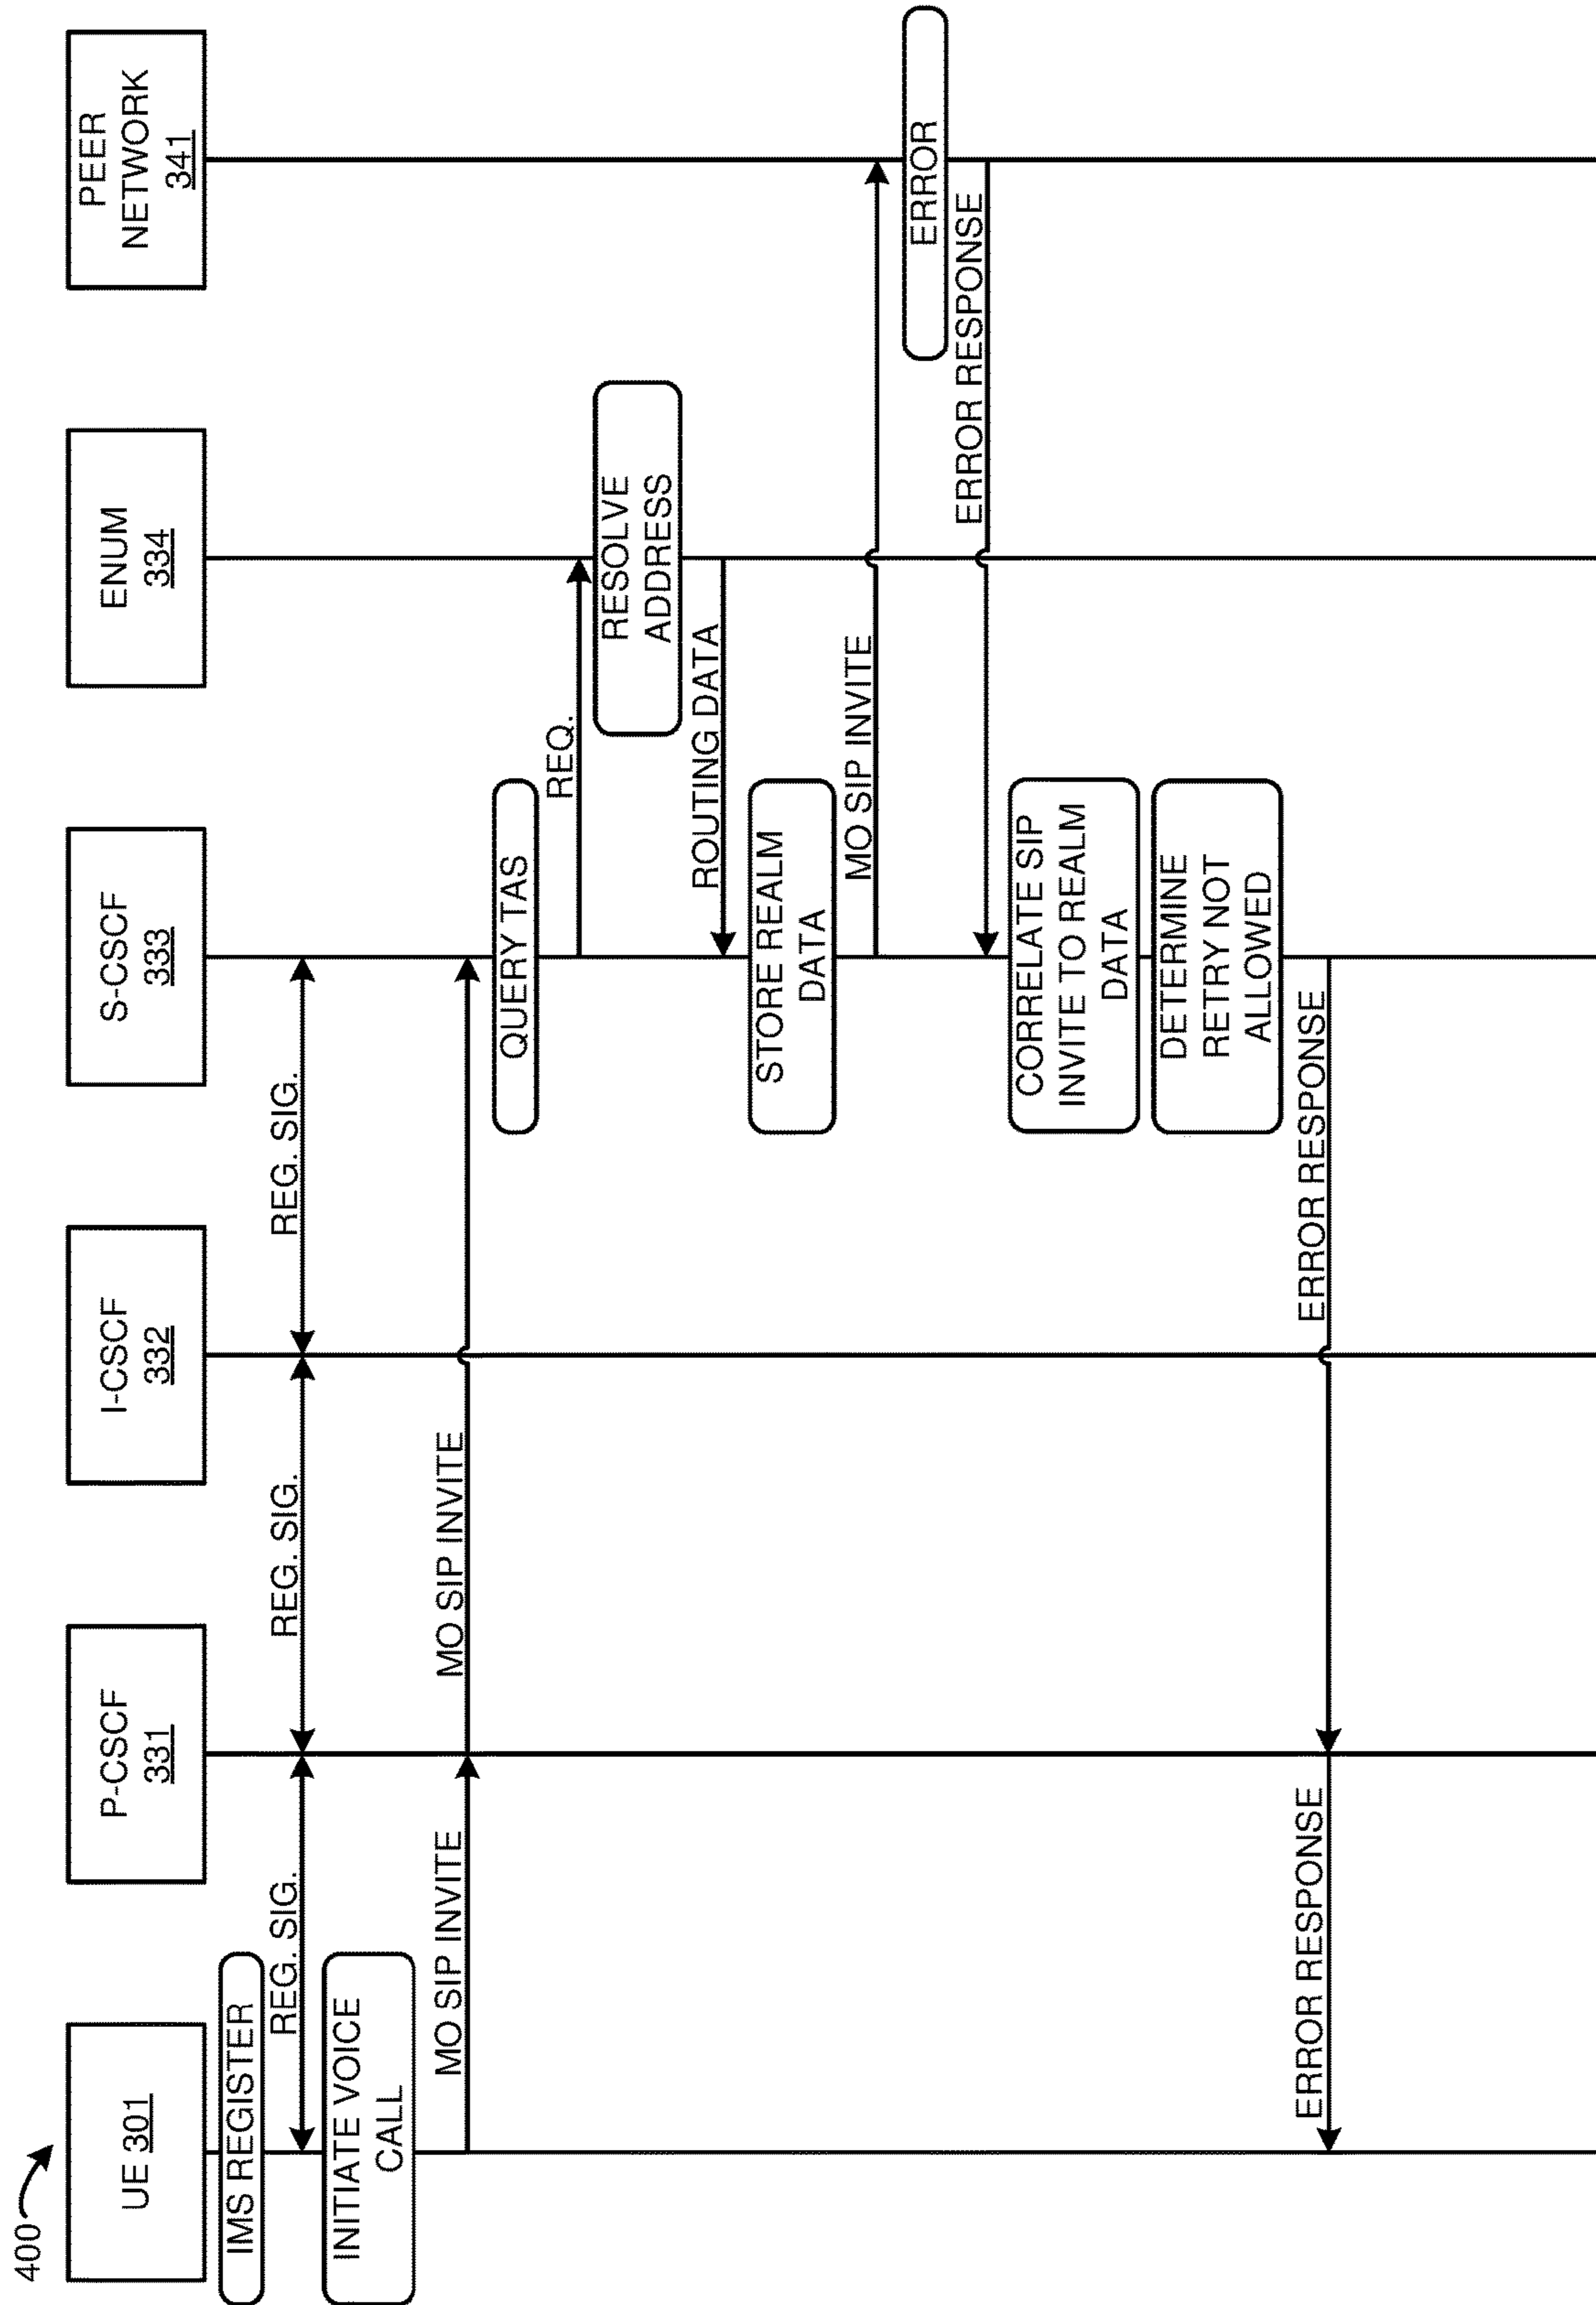 400
UE 301
P-CSCF
331
I-CSCF
332
S-CSCF
333
ENUM
334
PEER
NETWORK
341
IMS REGISTER
REG. SIG.
REG. SIG.
REG. SIG.
INITIATE VOICE
CALL
MO SIP INVITE
MO SIP INVITE
QUERY TAS
REQ.
RESOLVE
ADDRESS
ROUTING DATA
STORE REALM
DATA
MO SIP INVITE
ERROR
ERROR RESPONSE
CORRELATE SIP
INVITE TO REALM
DATA
DETERMINE
RETRY NOT
ALLOWED
ERROR RESPONSE
ERROR RESPONSE